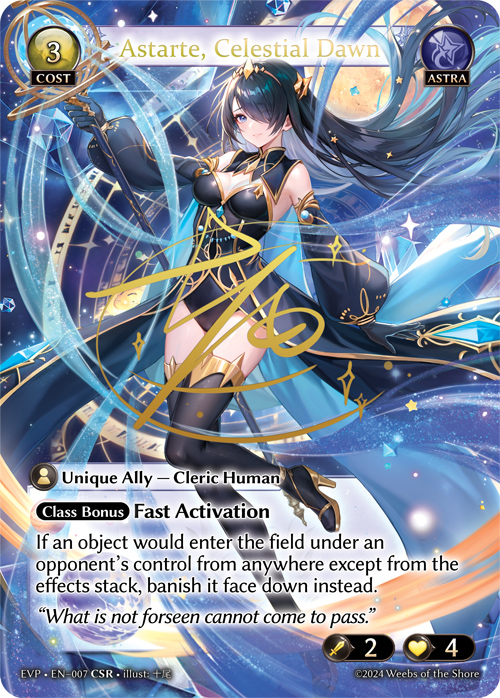 3
COST
Astarte, Celestial Dawn
ASTRA
Unique Ally — Cleric Human
Class Bonus Fast Activation
If an object would enter the field under an
opponent's control from anywhere except from the
effects stack, banish it face down instead.
“What is not forseen cannot come to pass.”
2
4
EVP • EN-007 CSR • illust: 十尾
©2024 Weebs of the Shore